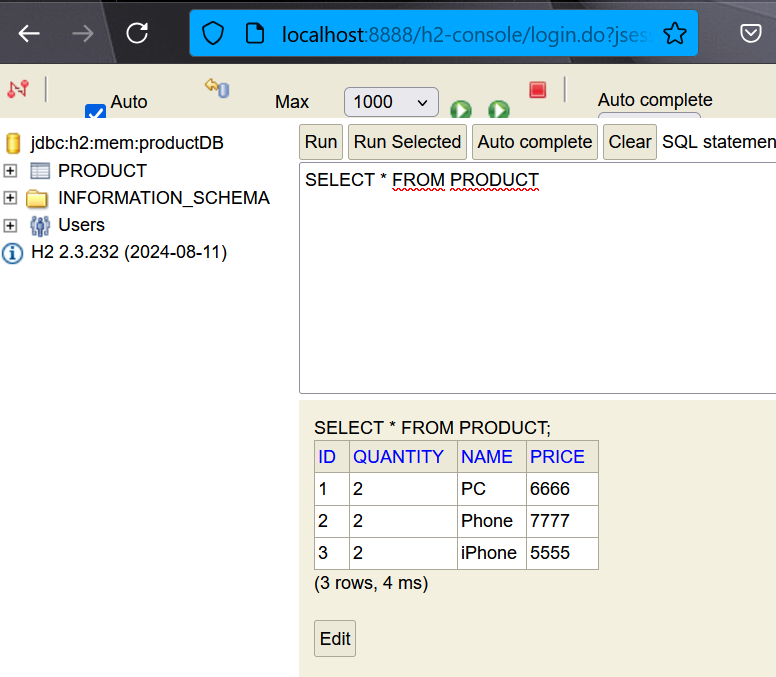 localhost:8888/h2-console/login.do?jses
Auto
Max
1000
Auto complete
jdbc:h2:mem:productDB
PRODUCT
INFORMATION_SCHEMA
Users
H2 2.3.232 (2024-08-11)
Run Run Selected Auto complete Clear SQL statemen
SELECT * FROM PRODUCT
SELECT * FROM PRODUCT;
ID QUANTITY NAME PRICE
1 2 PC 6666
2 2 Phone 7777
3 2 iPhone 5555
(3 rows, 4 ms)
Edit